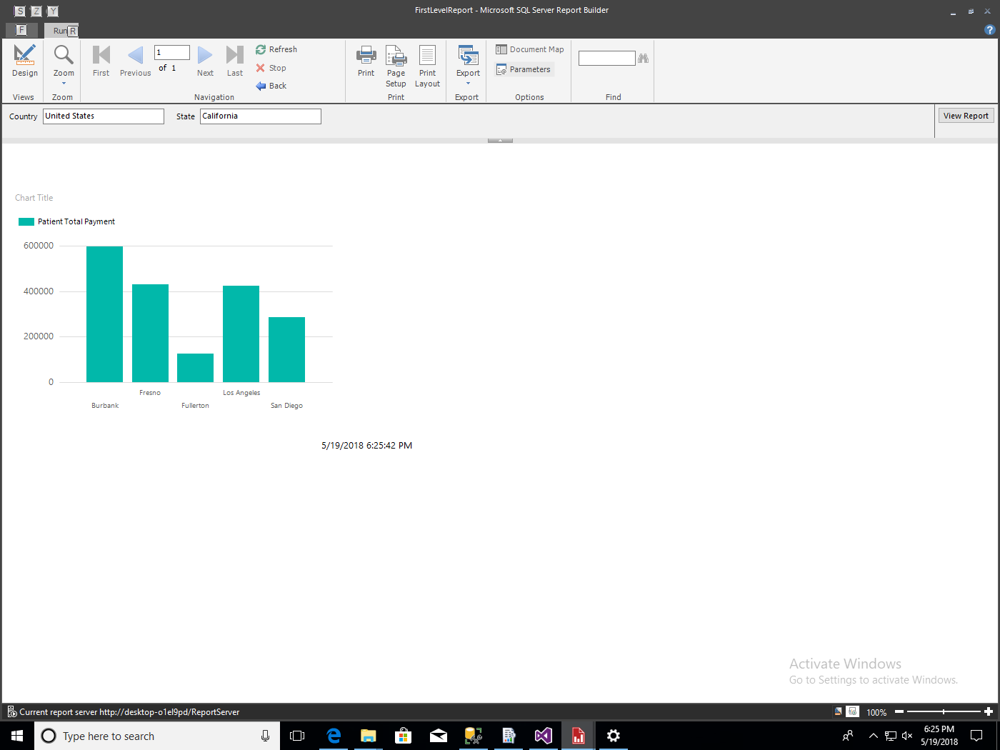 S Z Y
FirstLevelReport - Microsoft SQL Server Report Builder
F
Run R
?
Design
Zoom
First
Previous
1
of 1
Next
Last
Refresh
Stop
Back
Print
Page Setup
Print Layout
Export
Document Map
Parameters
Views
Zoom
Navigation
Print
Export
Options
Find
Country
United States
State
California
View Report
Chart Title
Patient Total Payment
600000
400000
200000
0
Fresno
Los Angeles
Burbank
Fullerton
San Diego
5/19/2018 6:25:42 PM
Activate Windows
Go to Settings to activate Windows.
Current report server http://desktop-o1el9pd/ReportServer
100%
Type here to search
6:25 PM
5/19/2018